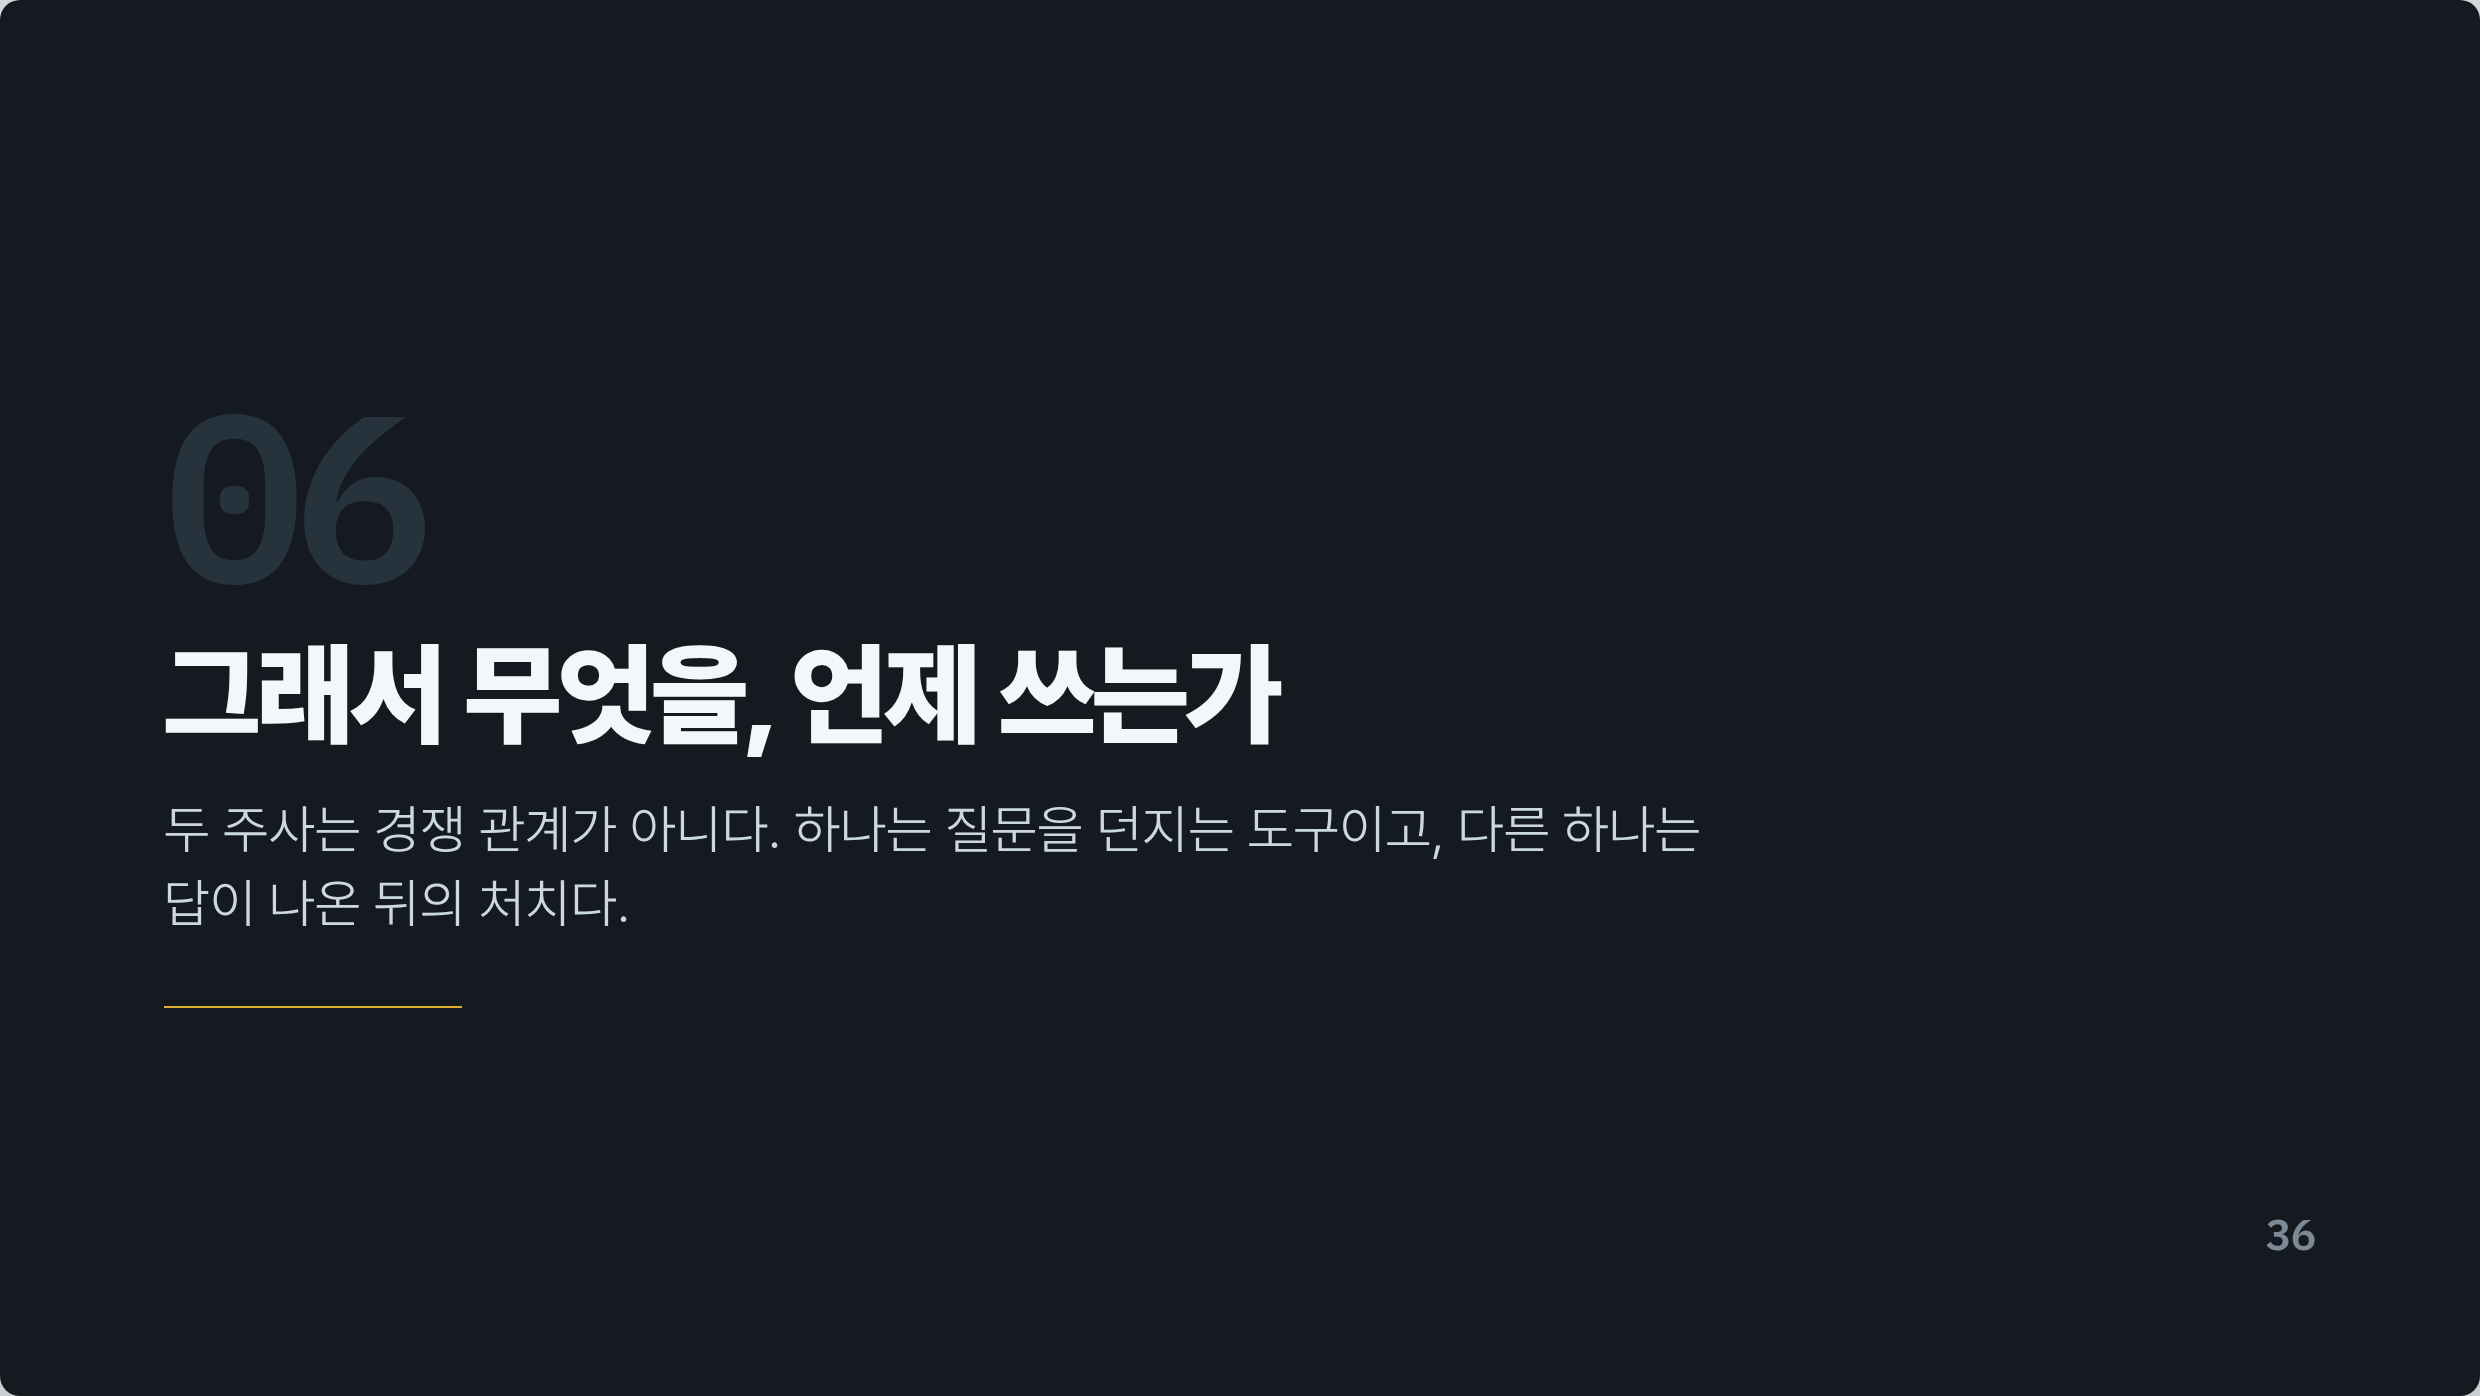 06
그래서 무엇을, 언제 쓰는가
두 주사는 경쟁 관계가 아니다. 하나는 질문을 던지는 도구이고, 다른 하나는
답이 나온 뒤의 처치다.
36